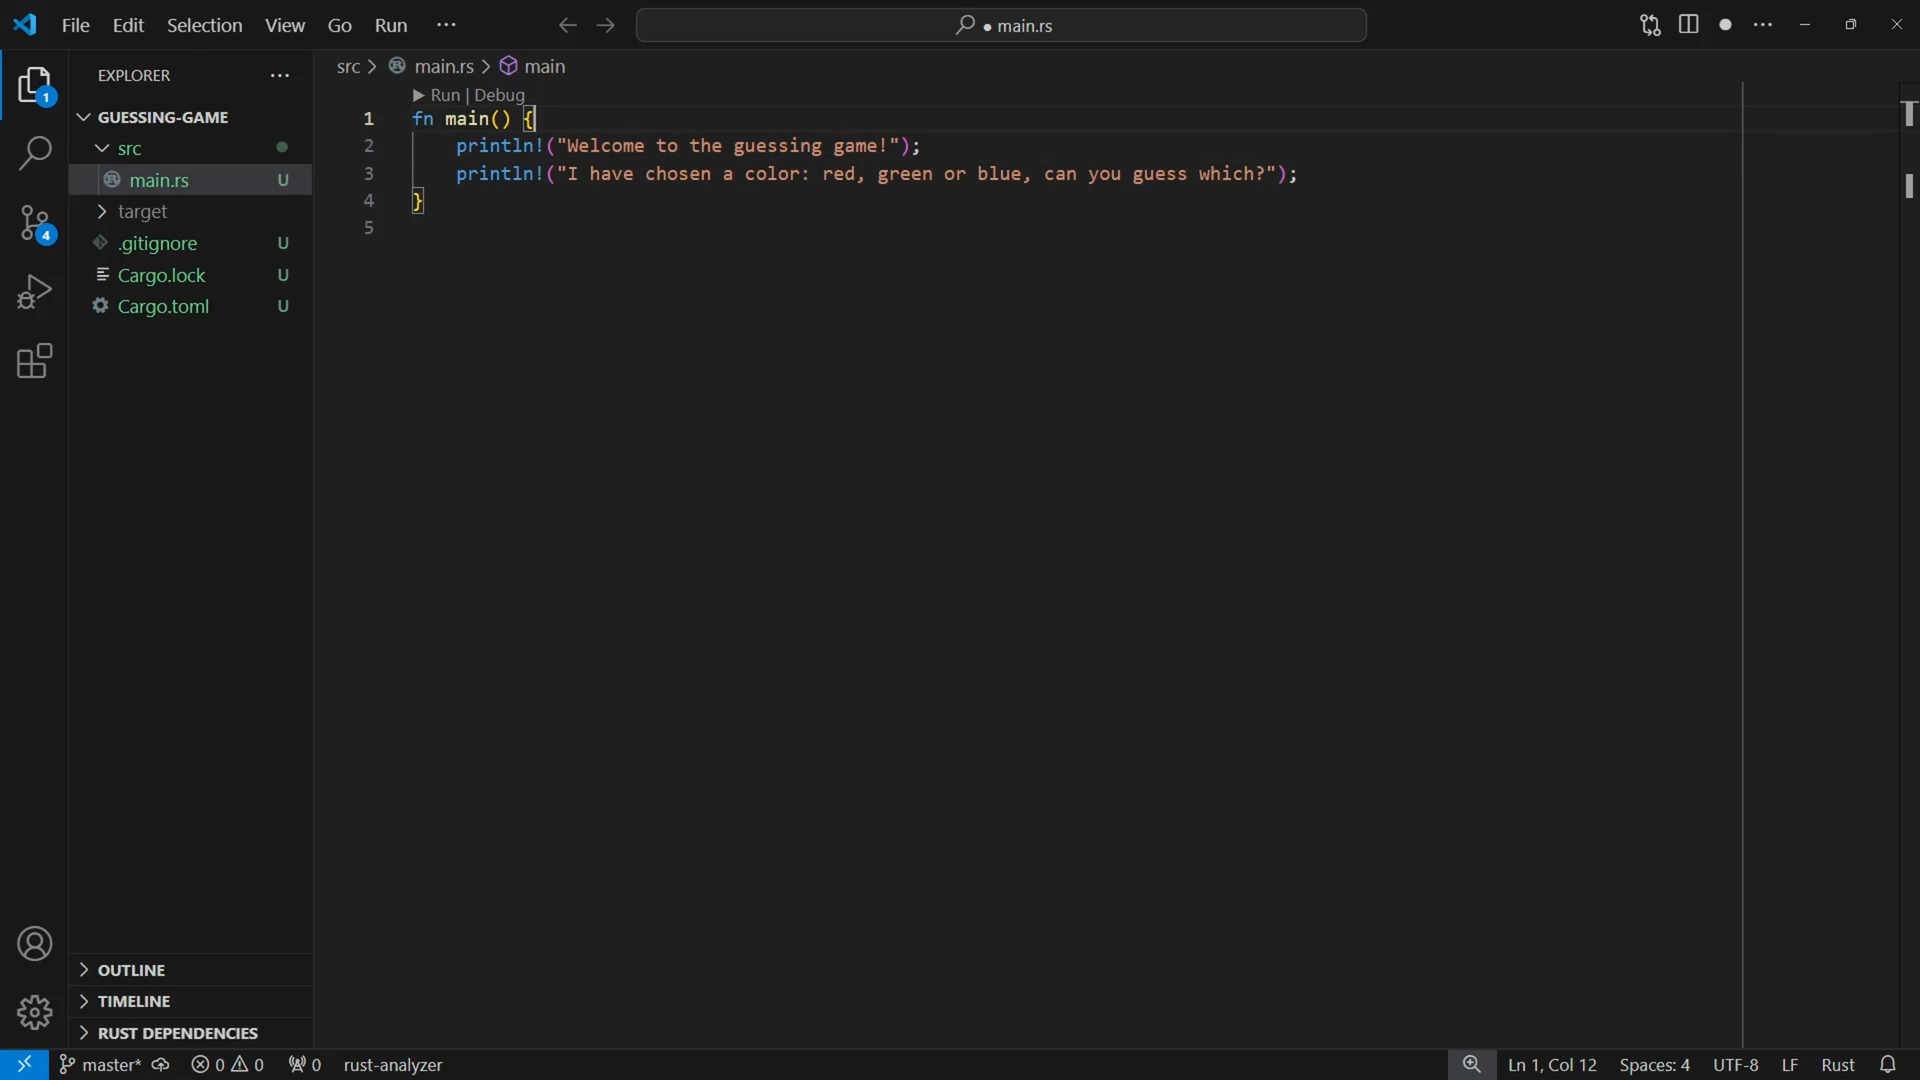 File Edit Selection View Go Run ···
● main.rs
EXPLORER ···
GUESSING-GAME
src
main.rs U
target
.gitignore U
Cargo.lock U
Cargo.toml U
OUTLINE
TIMELINE
RUST DEPENDENCIES
1
4
src > main.rs > main
Run | Debug
1 fn main() {
2 println!("Welcome to the guessing game!");
3 println!("I have chosen a color: red, green or blue, can you guess which?");
4 }
5
master* 0 0 0 rust-analyzer
Ln 1, Col 12 Spaces: 4 UTF-8 LF Rust